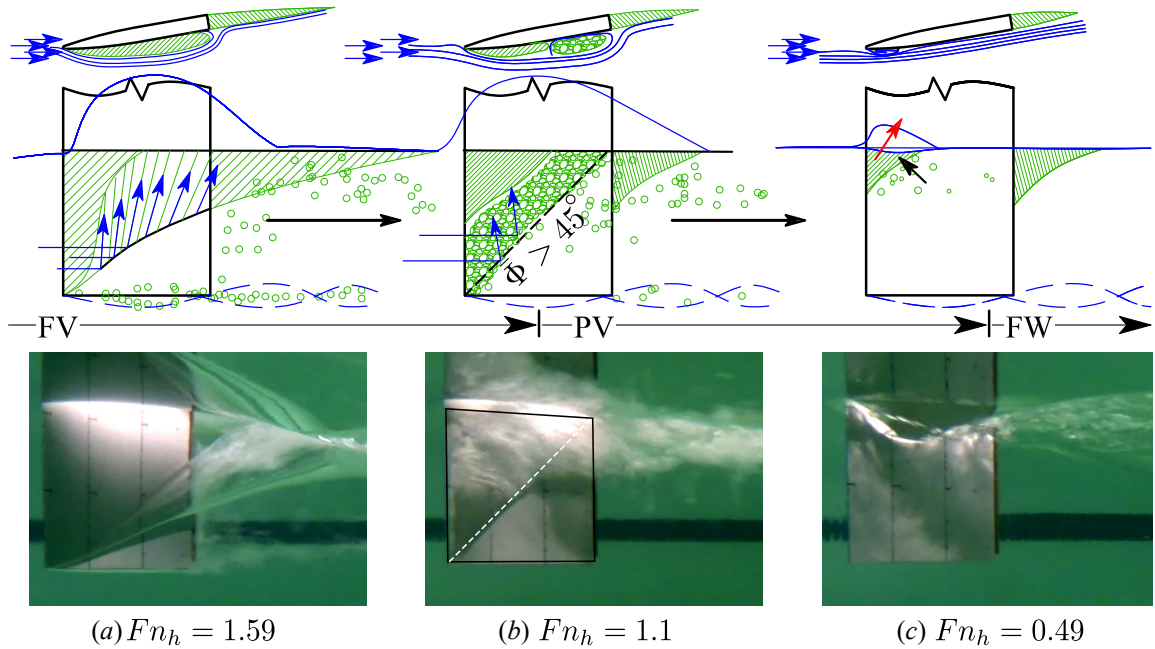 Φ̄ > 45°
FV PV FW
(a) Fn_h = 1.59 (b) Fn_h = 1.1 (c) Fn_h = 0.49